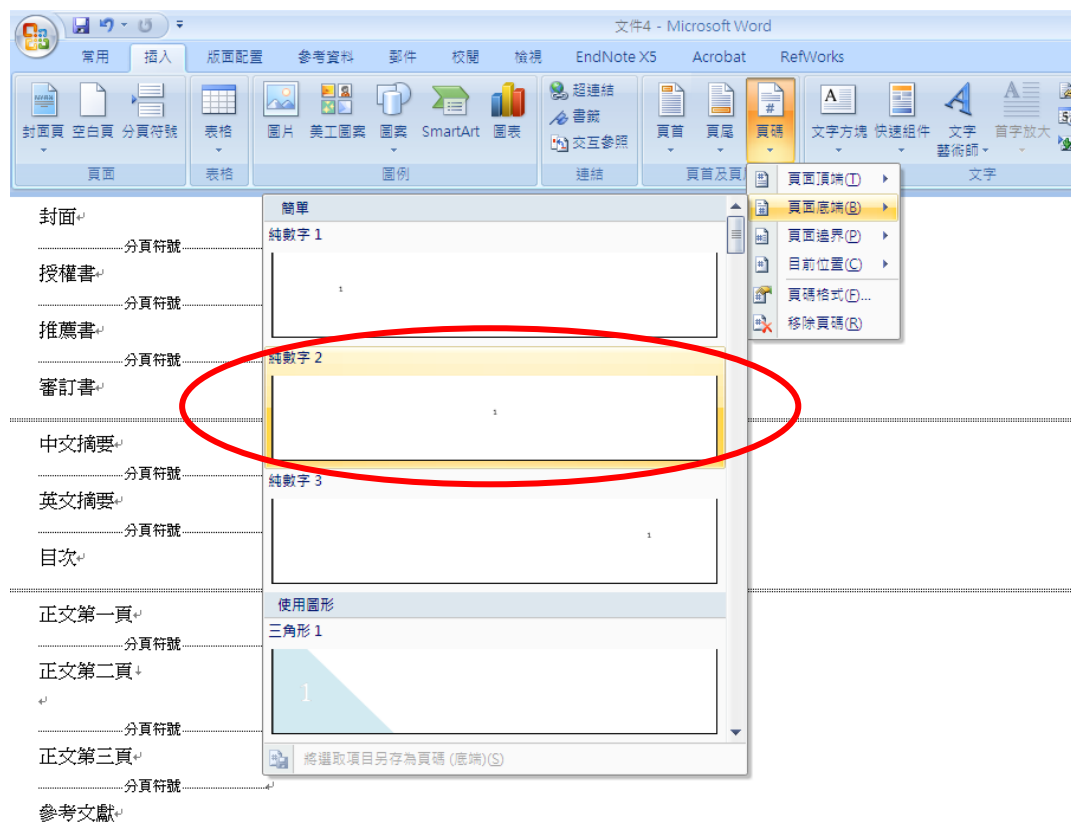 文件4 - Microsoft Word
常用 插入 版面配置 參考資料 郵件 校閱 檢視 EndNote X5 Acrobat RefWorks
封面頁 空白頁 分頁符號 表格 圖片 美工圖案 圖案 SmartArt 圖表 超連結 書籤 交互參照 頁首 頁尾 頁碼 # 文字方塊 快速組件 文字藝術師 首字放大
頁面 表格 圖例 連結 頁首及頁 文字
頁面頂端(T)
頁面底端(B)
頁面邊界(P)
目前位置(C)
頁碼格式(F)...
移除頁碼(R)
簡單
純數字 1
1
純數字 2
1
純數字 3
1
使用圖形
三角形 1
1
將選取項目另存為頁碼 (底端)(S)
封面
分頁符號
授權書
分頁符號
推薦書
分頁符號
審訂書
中文摘要
分頁符號
英文摘要
分頁符號
目次
正文第一頁
分頁符號
正文第二頁
分頁符號
正文第三頁
分頁符號
參考文獻